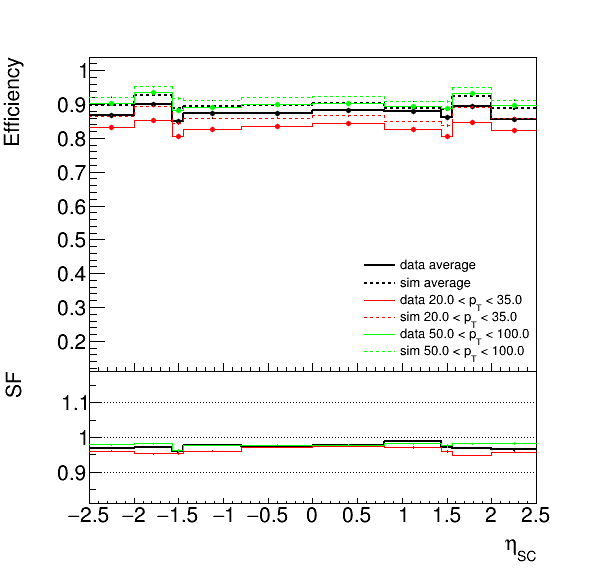 Efficiency
1
0.9
0.8
0.7
0.6
0.5
0.4
0.3
0.2
data average
sim average
data 20.0 < p_T < 35.0
sim 20.0 < p_T < 35.0
data 50.0 < p_T < 100.0
sim 50.0 < p_T < 100.0
SF
1.1
1
0.9
−2.5 −2 −1.5 −1 −0.5 0 0.5 1 1.5 2 2.5
η_SC